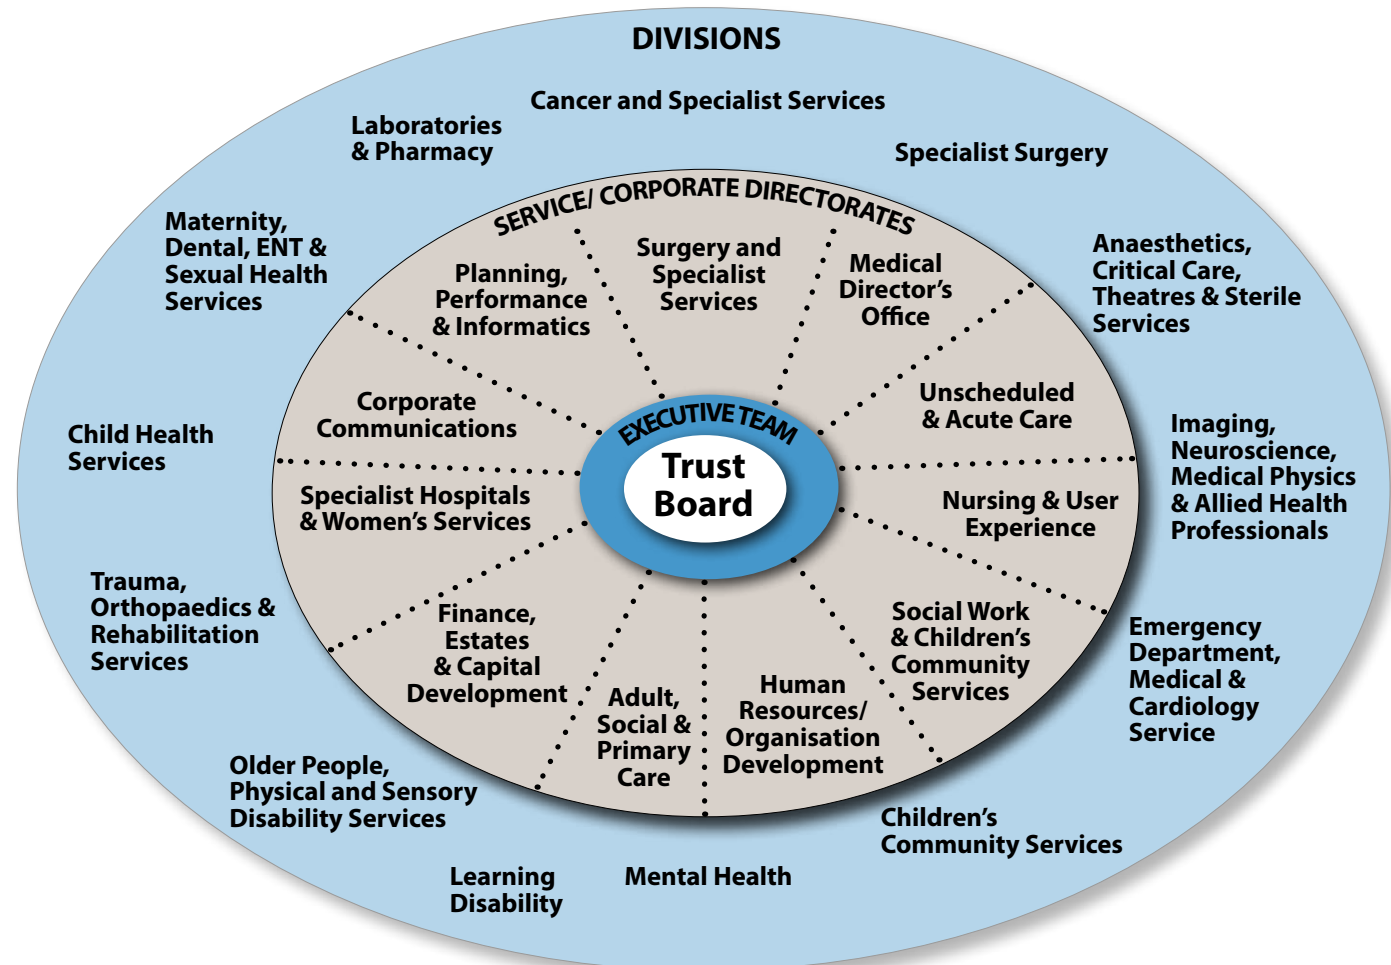 DIVISIONS
Cancer and Specialist Services
Specialist Surgery
Anaesthetics,
Critical Care,
Theatres & Sterile
Services
Imaging,
Neuroscience,
Medical Physics
& Allied Health
Professionals
Emergency
Department,
Medical &
Cardiology
Service
Children’s
Community Services
Mental Health
Learning
Disability
Older People,
Physical and Sensory
Disability Services
Trauma,
Orthopaedics &
Rehabilitation
Services
Child Health
Services
Maternity,
Dental, ENT &
Sexual Health
Services
Laboratories
& Pharmacy
SERVICE/ CORPORATE DIRECTORATES
Surgery and
Specialist
Services
Medical
Director’s
Office
Unscheduled
& Acute Care
Nursing & User
Experience
Social Work
& Children’s
Community
Services
Human
Resources/
Organisation
Development
Adult,
Social &
Primary
Care
Finance,
Estates
& Capital
Development
Specialist Hospitals
& Women’s Services
Corporate
Communications
Planning,
Performance
& Informatics
EXECUTIVE TEAM
Trust
Board